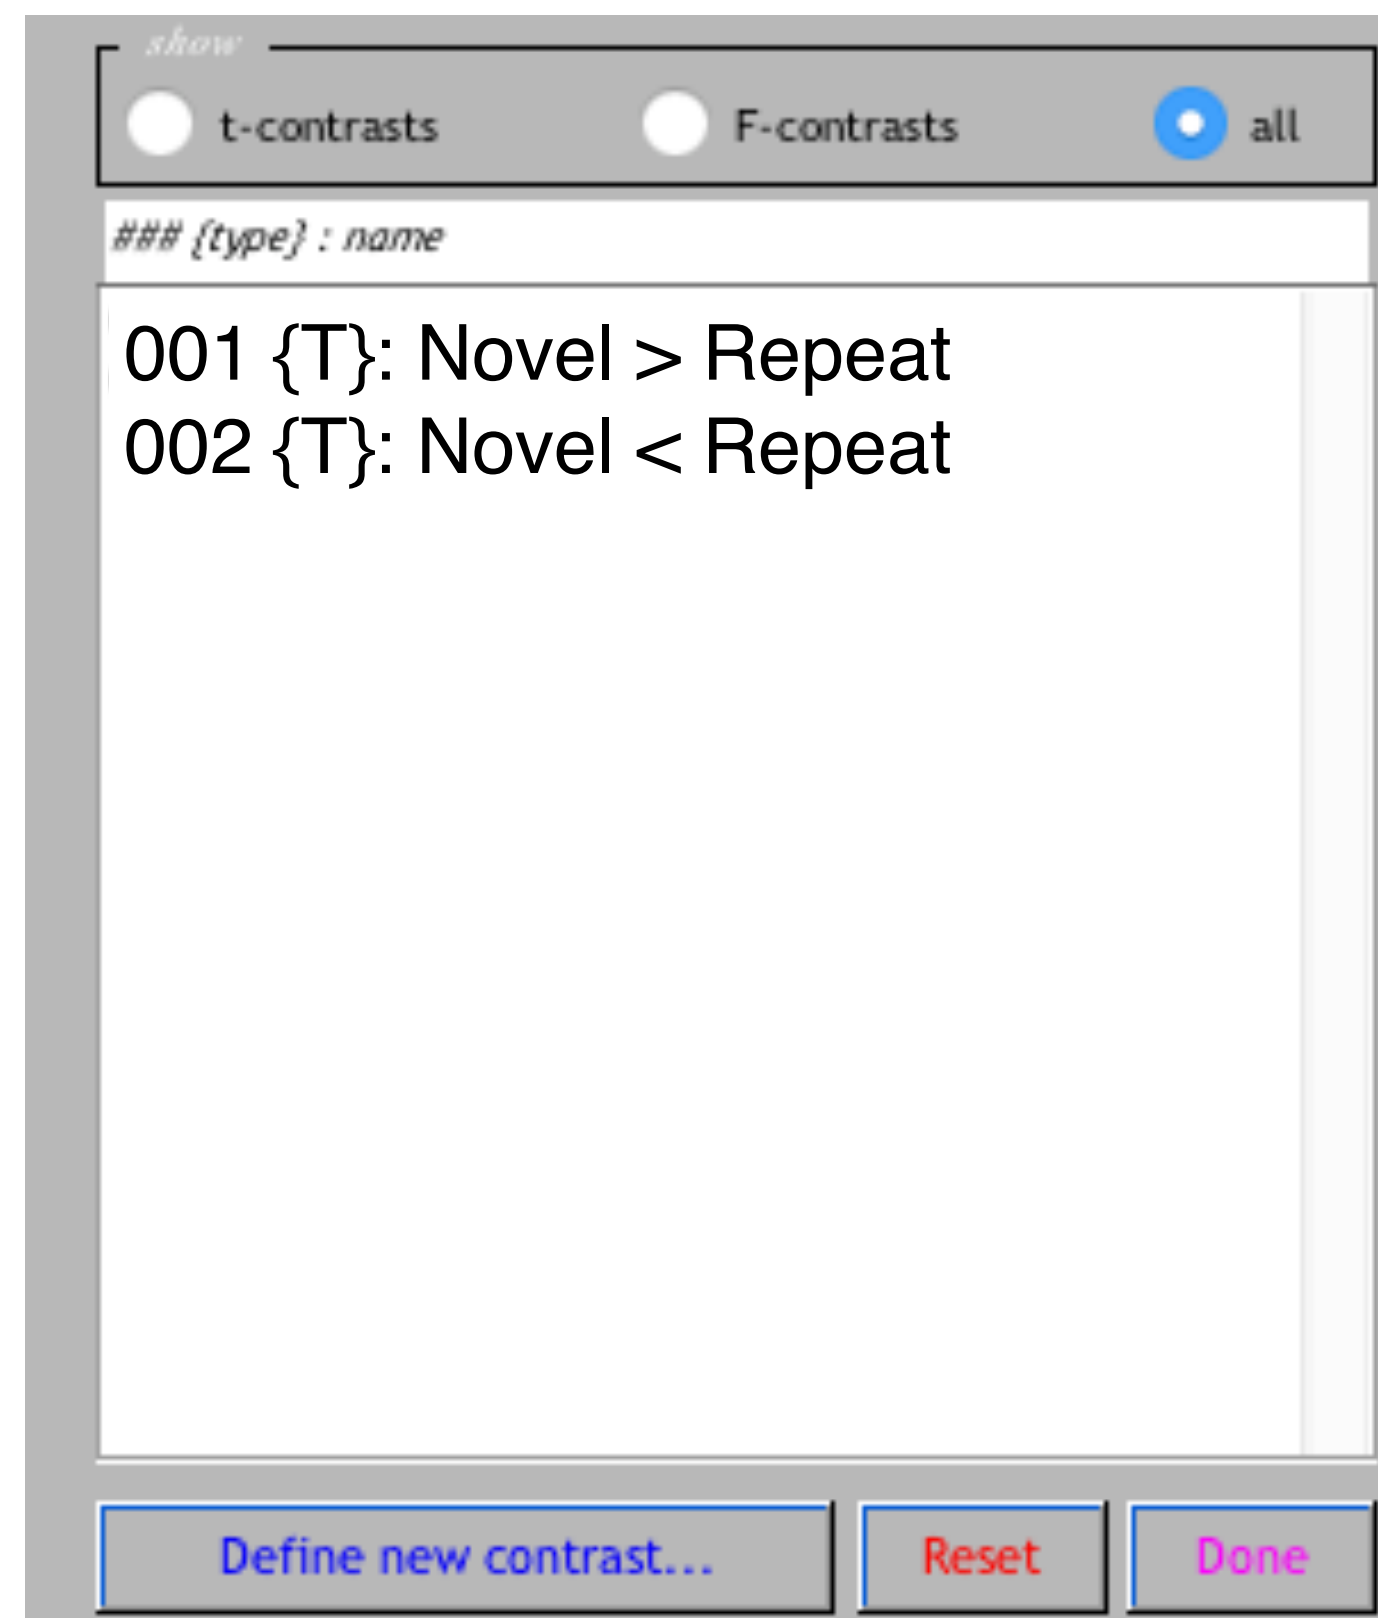 show
t-contrasts F-contrasts all
### {type} : name
001 {T}: Novel > Repeat
002 {T}: Novel < Repeat
Define new contrast... Reset Done